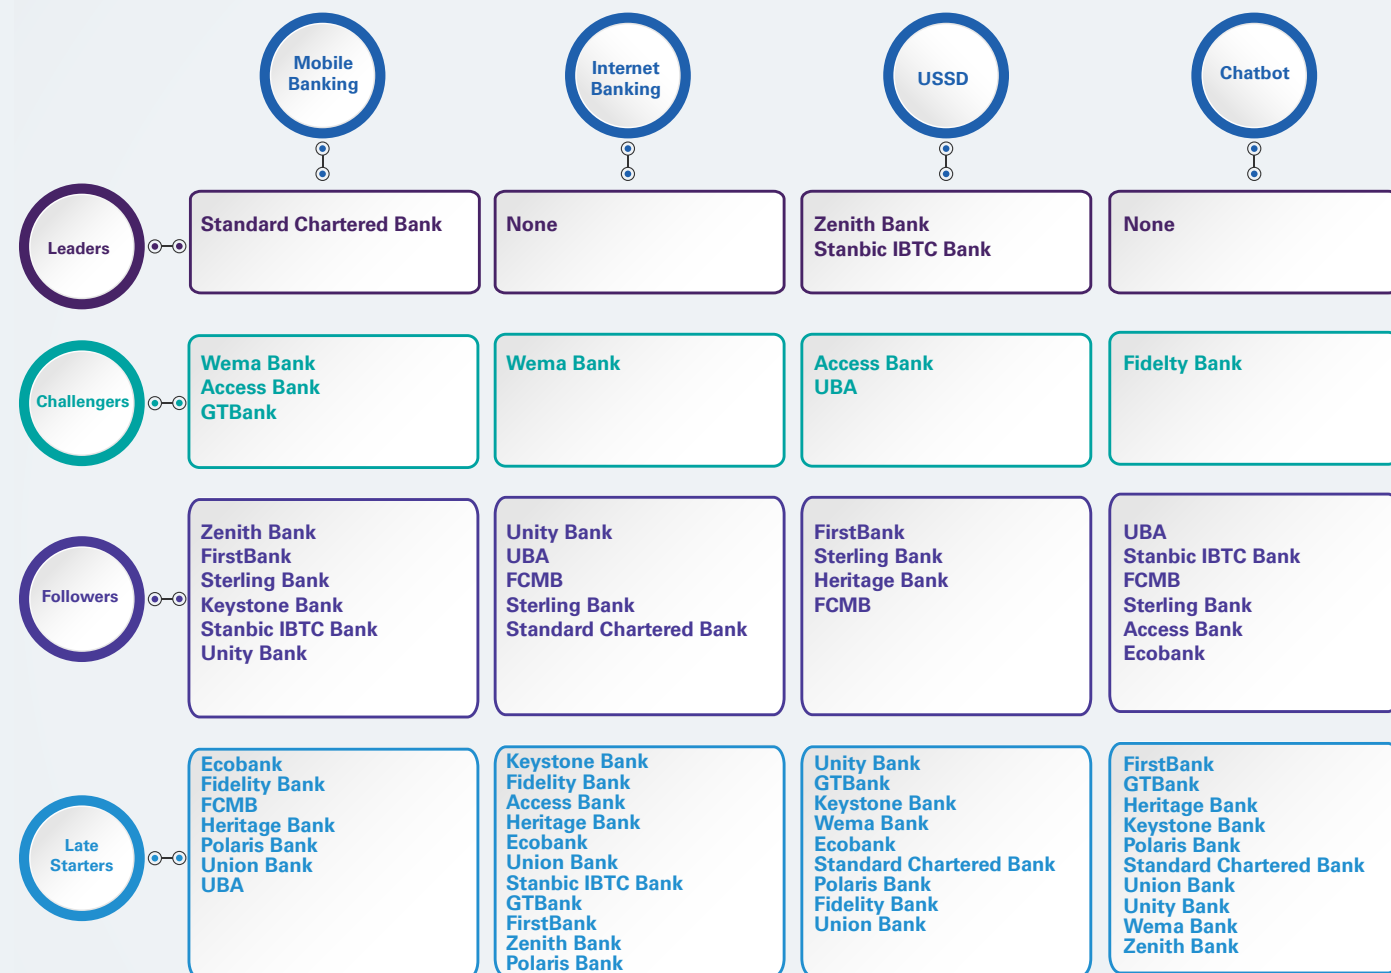 Mobile
Banking
Internet
Banking
USSD
Chatbot
Leaders
Standard Chartered Bank
None
Zenith Bank
Stanbic IBTC Bank
None
Challengers
Wema Bank
Access Bank
GTBank
Wema Bank
Access Bank
UBA
Fidelty Bank
Followers
Zenith Bank
FirstBank
Sterling Bank
Keystone Bank
Stanbic IBTC Bank
Unity Bank
Unity Bank
UBA
FCMB
Sterling Bank
Standard Chartered Bank
FirstBank
Sterling Bank
Heritage Bank
FCMB
UBA
Stanbic IBTC Bank
FCMB
Sterling Bank
Access Bank
Ecobank
Late
Starters
Ecobank
Fidelity Bank
FCMB
Heritage Bank
Polaris Bank
Union Bank
UBA
Keystone Bank
Fidelity Bank
Access Bank
Heritage Bank
Ecobank
Union Bank
Stanbic IBTC Bank
GTBank
FirstBank
Zenith Bank
Polaris Bank
Unity Bank
GTBank
Keystone Bank
Wema Bank
Ecobank
Standard Chartered Bank
Polaris Bank
Fidelity Bank
Union Bank
FirstBank
GTBank
Heritage Bank
Keystone Bank
Polaris Bank
Standard Chartered Bank
Union Bank
Unity Bank
Wema Bank
Zenith Bank